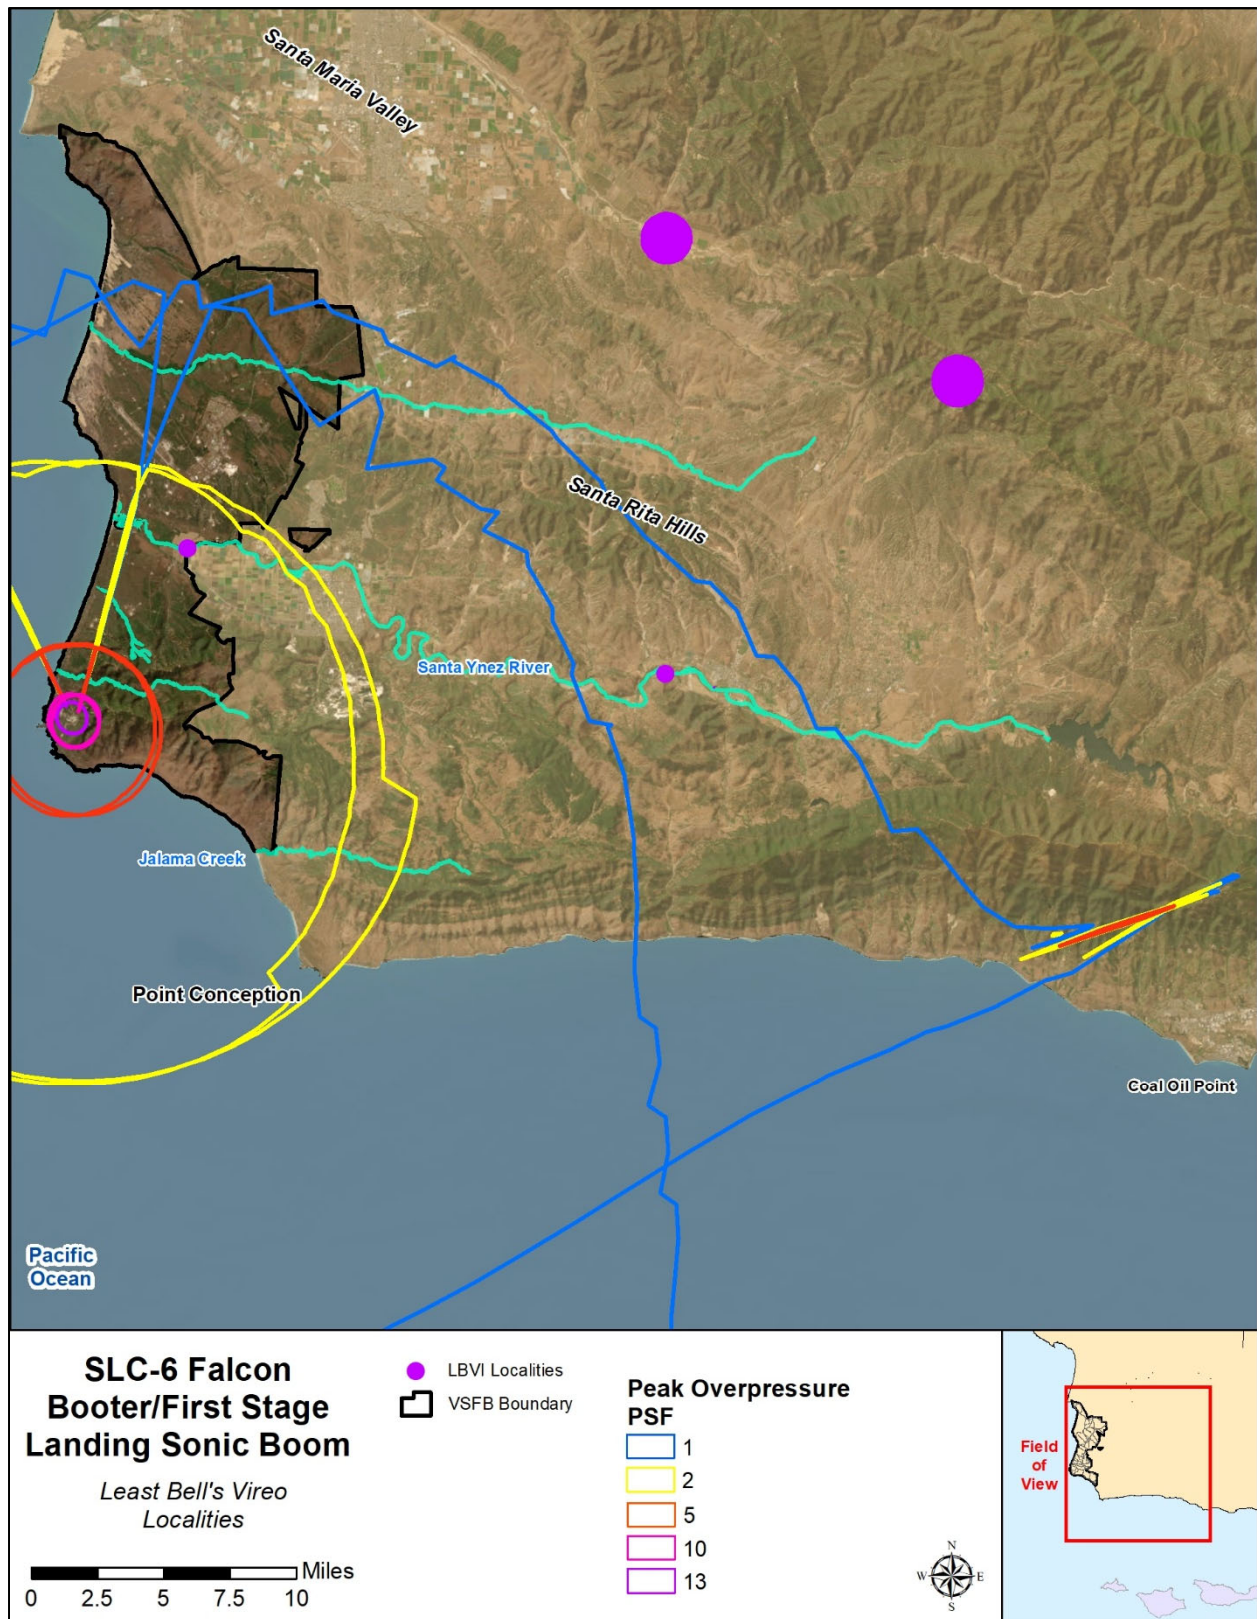 Santa Maria Valley
Santa Rita Hills
Santa Ynez River
Jalama Creek
Point Conception
Coal Oil Point
Pacific
Ocean
SLC-6 Falcon
Booter/First Stage
Landing Sonic Boom
Least Bell's Vireo
Localities
Miles
0 2.5 5 7.5 10
LBVI Localities
VSFB Boundary
Peak Overpressure
PSF
1
2
5
10
13
N
W E
S
Field
of
View